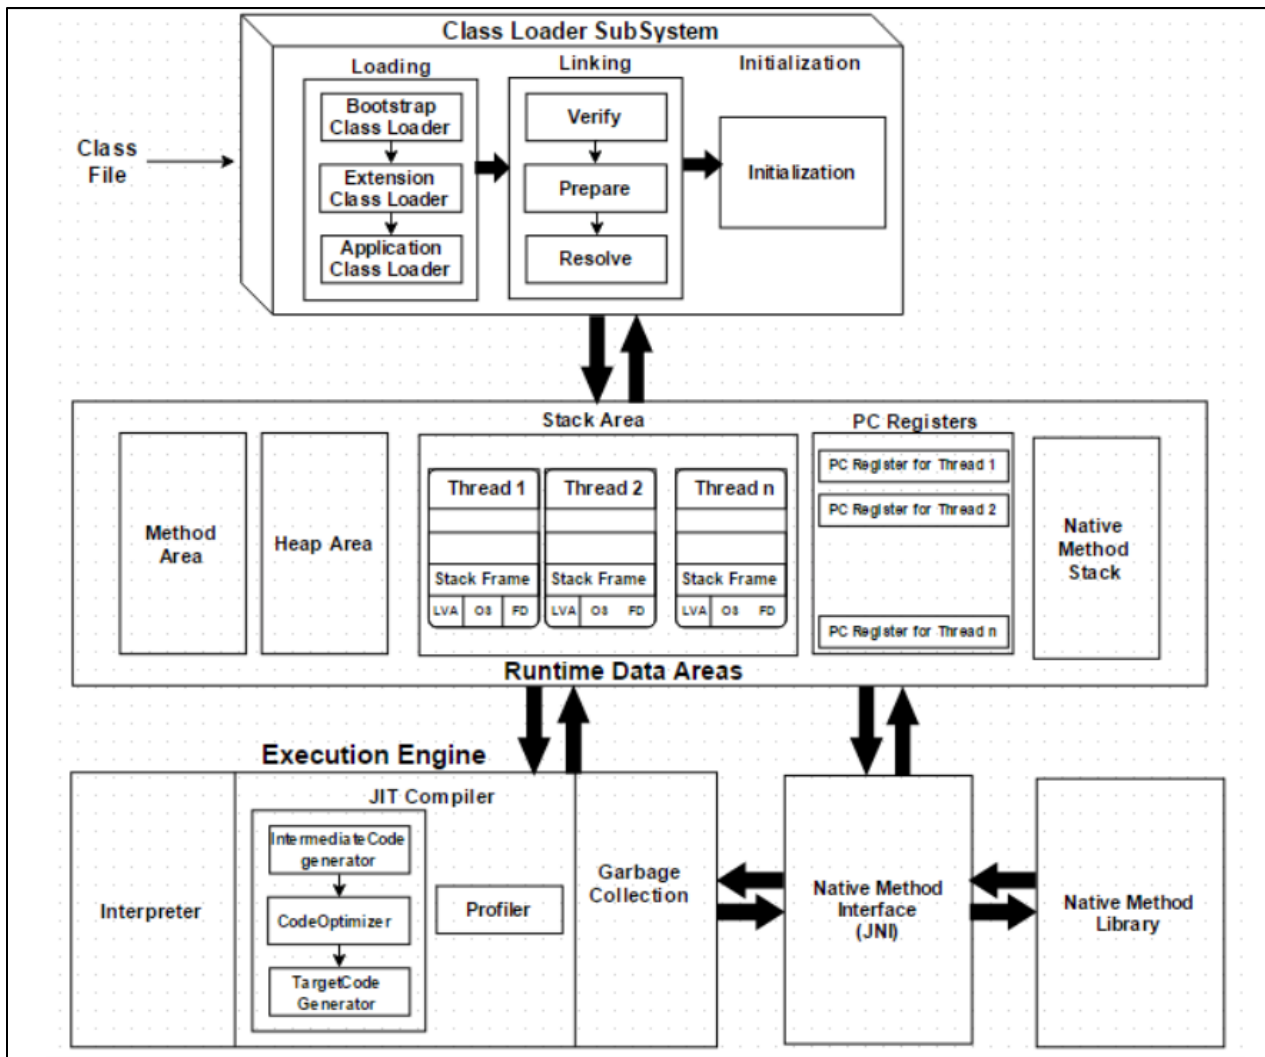 Class Loader SubSystem
Loading
Linking
Initialization
Bootstrap
Class Loader
Extension
Class Loader
Application
Class Loader
Verify
Prepare
Resolve
Initialization
Class
File
Stack Area
PC Registers
Method
Area
Heap Area
Thread 1
Stack Frame
LVA OS FD
Thread 2
Stack Frame
LVA OS FD
Thread n
Stack Frame
LVA OS FD
PC Register for Thread 1
PC Register for Thread 2
PC Register for Thread n
Native
Method
Stack
Runtime Data Areas
Execution Engine
Interpreter
JIT Compiler
IntermediateCode
generator
CodeOptimizer
TargetCode
Generator
Profiler
Garbage
Collection
Native Method
Interface
(JNI)
Native Method
Library